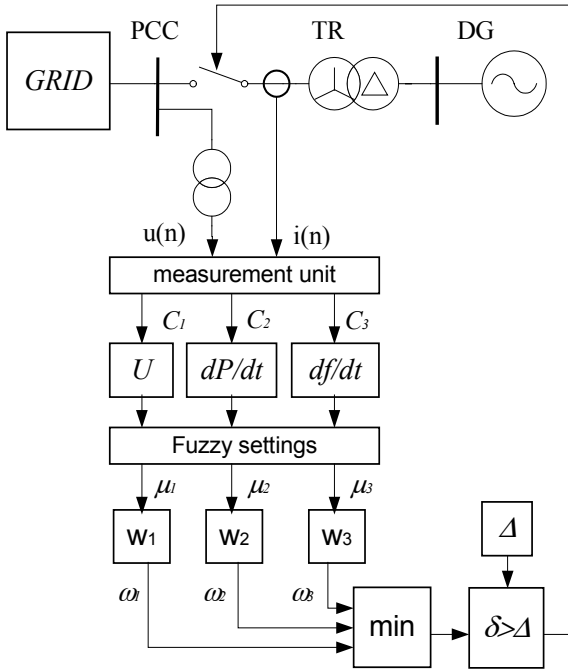 PCC TR DG
GRID
u(n) i(n)
measurement unit
C1 C2 C3
U dP/dt df/dt
Fuzzy settings
μ1 μ2 μ3
w1 w2 w3 Δ
ω1 ω2 ω3
min δ>Δ